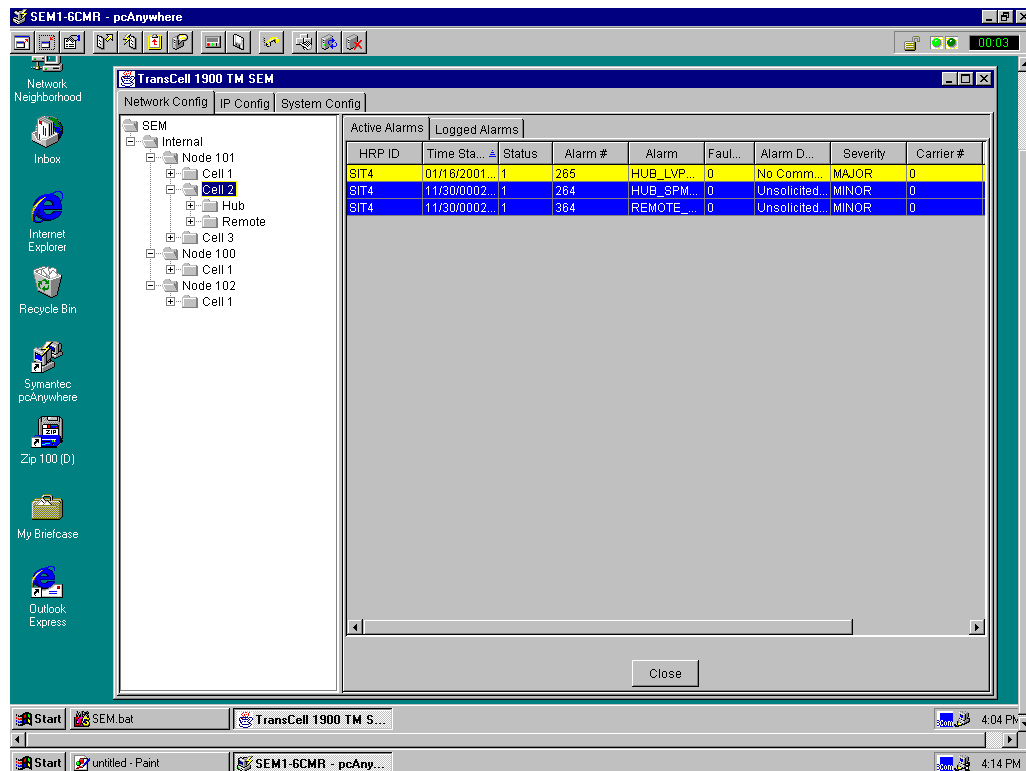 SEM1-6CMR - pcAnywhere
00:03
Network
Neighborhood
Inbox
Internet
Explorer
Recycle Bin
Symantec
pcAnywhere
ZIP
Zip 100 (D)
My Briefcase
Outlook
Express
TransCell 1900 TM SEM
Network Config IP Config System Config
SEM
Internal
Node 101
Cell 1
Cell 2
Hub
Remote
Cell 3
Node 100
Cell 1
Node 102
Cell 1
Active Alarms Logged Alarms
HRP ID Time Sta... Status Alarm # Alarm Faul... Alarm D... Severity Carrier #
SIT4 01/16/2001... 1 265 HUB_LVP... 0 No Comm... MAJOR 0
SIT4 11/30/0002... 1 264 HUB_SPM... 0 Unsolicited... MINOR 0
SIT4 11/30/0002... 1 364 REMOTE_... 0 Unsolicited... MINOR 0
Close
Start SEM.bat TransCell 1900 TM S... 4:04 PM
Start untitled - Paint SEM1-6CMR - pcAny... 4:14 PM